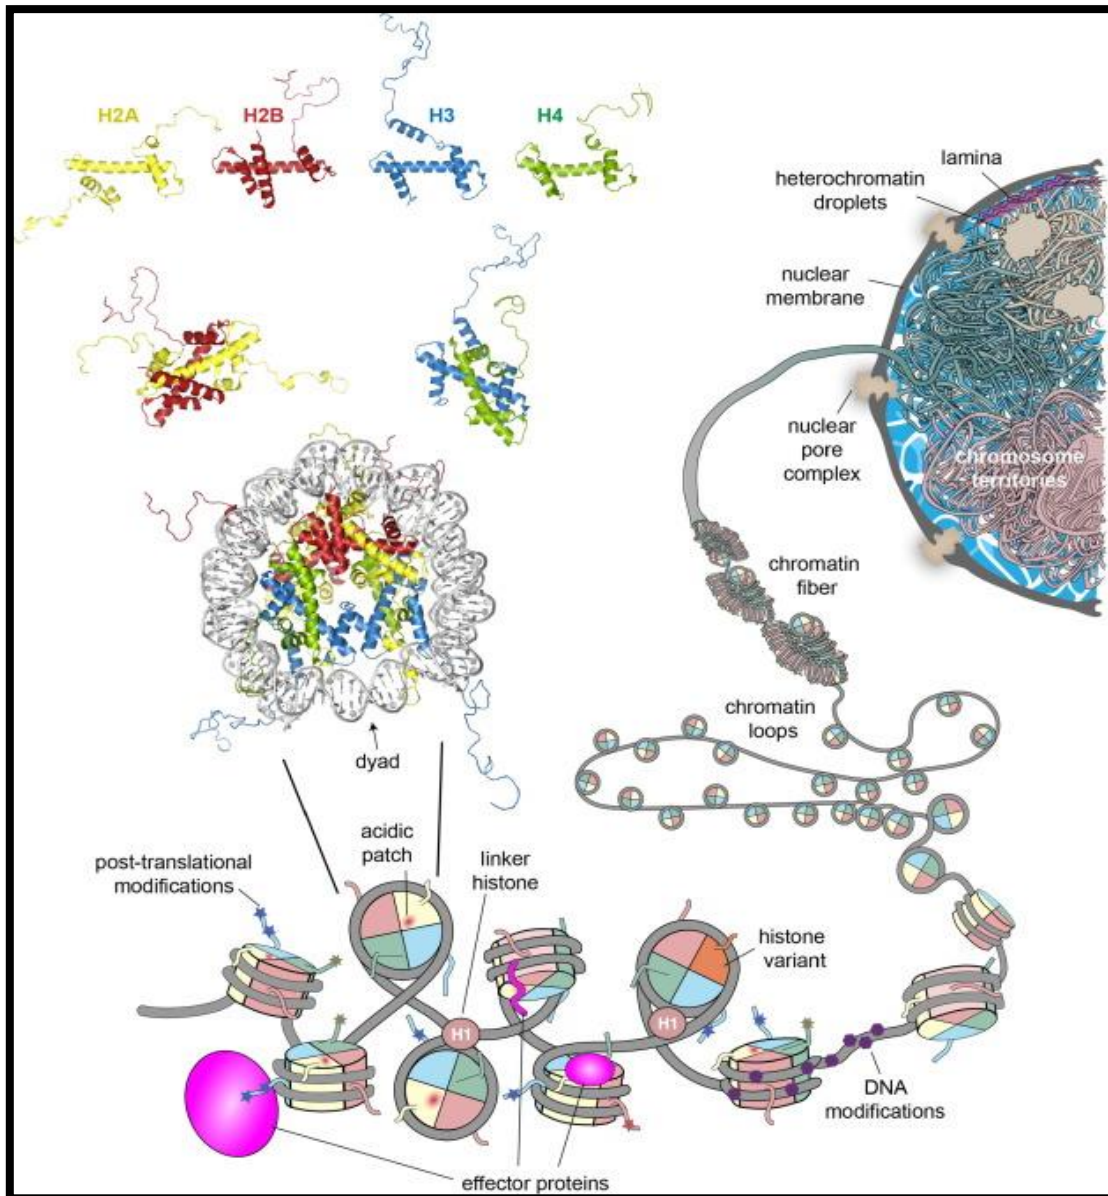 H2A
H2B
H3
H4
lamina
heterochromatin
droplets
nuclear
membrane
nuclear
pore
complex
chromosome
territories
chromatin
fiber
chromatin
loops
dyad
acidic
patch
linker
histone
post-translational
modifications
histone
variant
H1
H1
DNA
modifications
effector proteins